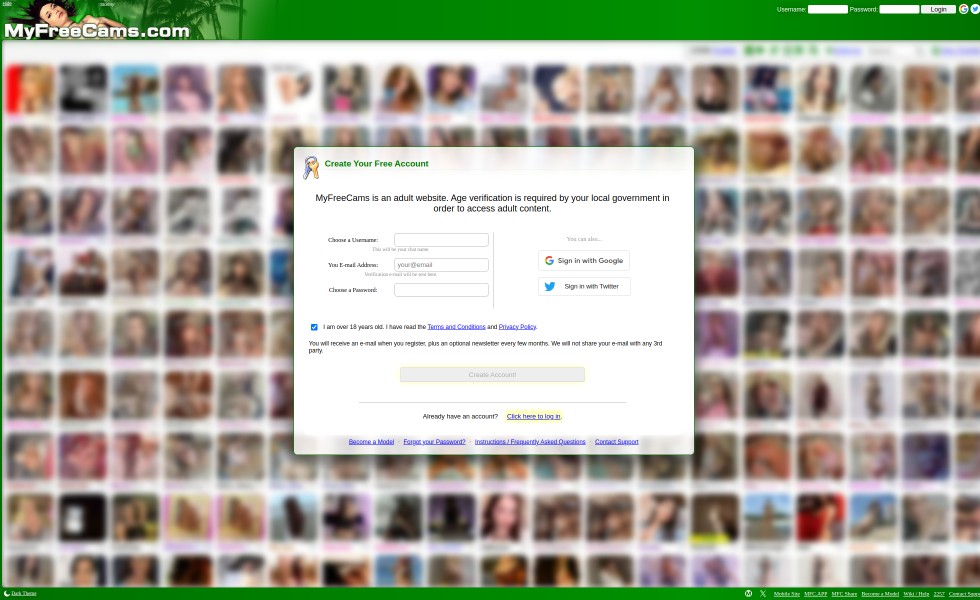 MyFreeCams.com
Username: Password: Login
Create Your Free Account
MyFreeCams is an adult website. Age verification is required by your local government in
order to access adult content.
Choose a Username:
This will be your chat name.
You E-mail Address: your@email
Verification e-mail will be sent here.
Choose a Password:
You can also...
Sign in with Google
Sign in with Twitter
I am over 18 years old. I have read the Terms and Conditions and Privacy Policy.
You will receive an e-mail when you register, plus an optional newsletter every few months. We will not share your e-mail with any 3rd
party.
Create Account!
Already have an account? Click here to log in.
Become a Model · Forgot your Password? · Instructions / Frequently Asked Questions · Contact Support
Dark Theme
Mobile Site MFC.APP MFC Share Become a Model Wiki / Help 2257 Contact